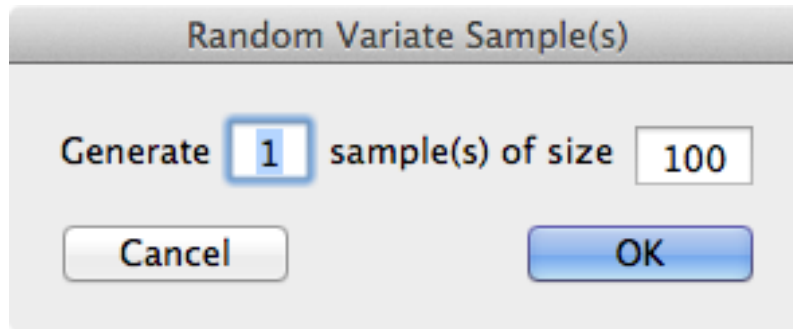 Random Variate Sample(s)
Generate 1 sample(s) of size 100
Cancel OK